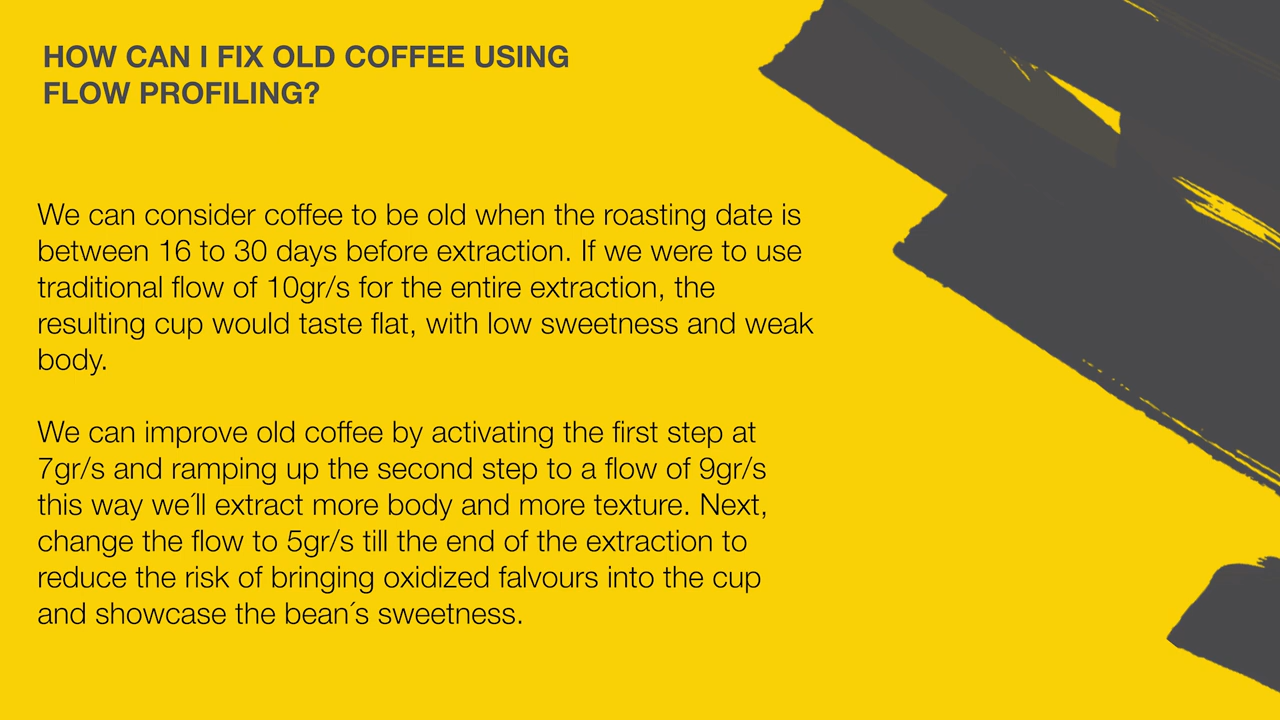 HOW CAN I FIX OLD COFFEE USING
FLOW PROFILING?
We can consider coffee to be old when the roasting date is
between 16 to 30 days before extraction. If we were to use
traditional flow of 10gr/s for the entire extraction, the
resulting cup would taste flat, with low sweetness and weak
body.
We can improve old coffee by activating the first step at
7gr/s and ramping up the second step to a flow of 9gr/s
this way we´ll extract more body and more texture. Next,
change the flow to 5gr/s till the end of the extraction to
reduce the risk of bringing oxidized falvours into the cup
and showcase the bean´s sweetness.